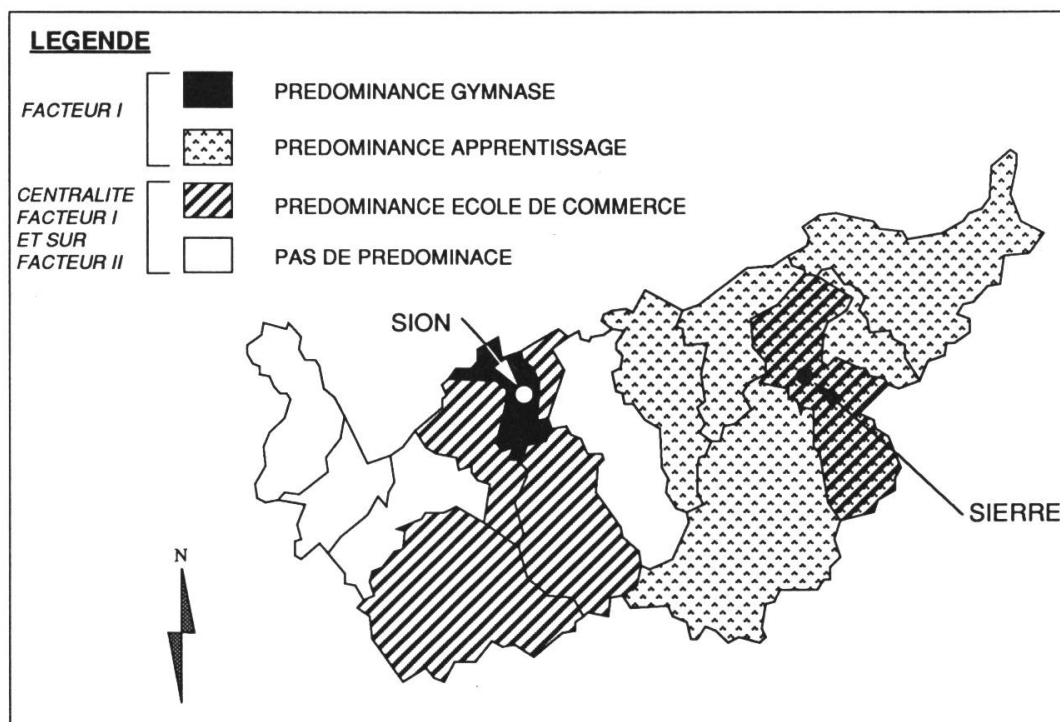 LEGENDE
FACTEUR I
PREDOMINANCE GYMNASE
PREDOMINANCE APPRENTISSAGE
CENTRALITE
FACTEUR I
ET SUR
FACTEUR II
PREDOMINANCE ECOLE DE COMMERCE
PAS DE PREDOMINACE
SION
SIERRE
N